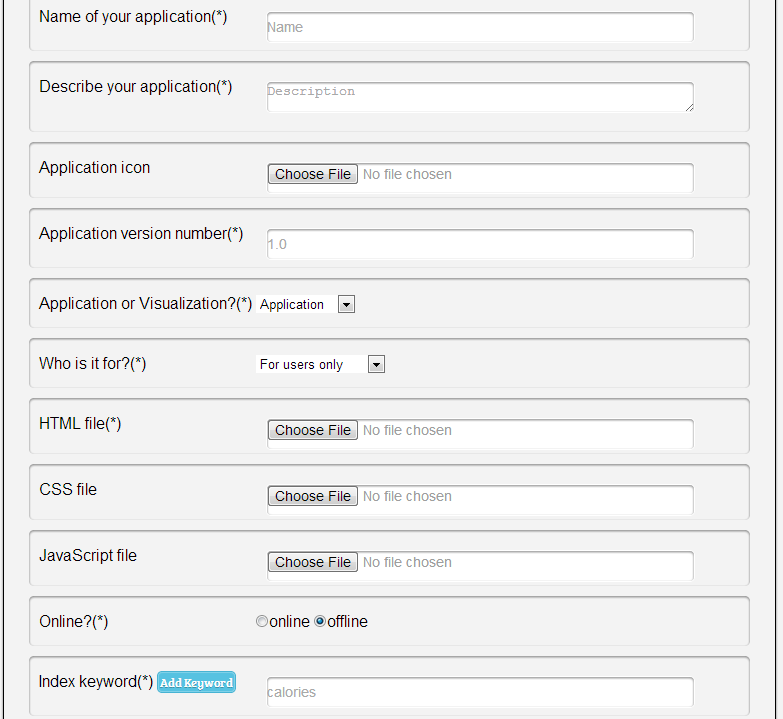 Name of your application(*)
Name
Describe your application(*)
Description
Application icon
Choose File No file chosen
Application version number(*)
1.0
Application or Visualization?(*) Application
Who is it for?(*) For users only
HTML file(*)
Choose File No file chosen
CSS file
Choose File No file chosen
JavaScript file
Choose File No file chosen
Online?(*) online offline
Index keyword(*) Add Keyword
calories